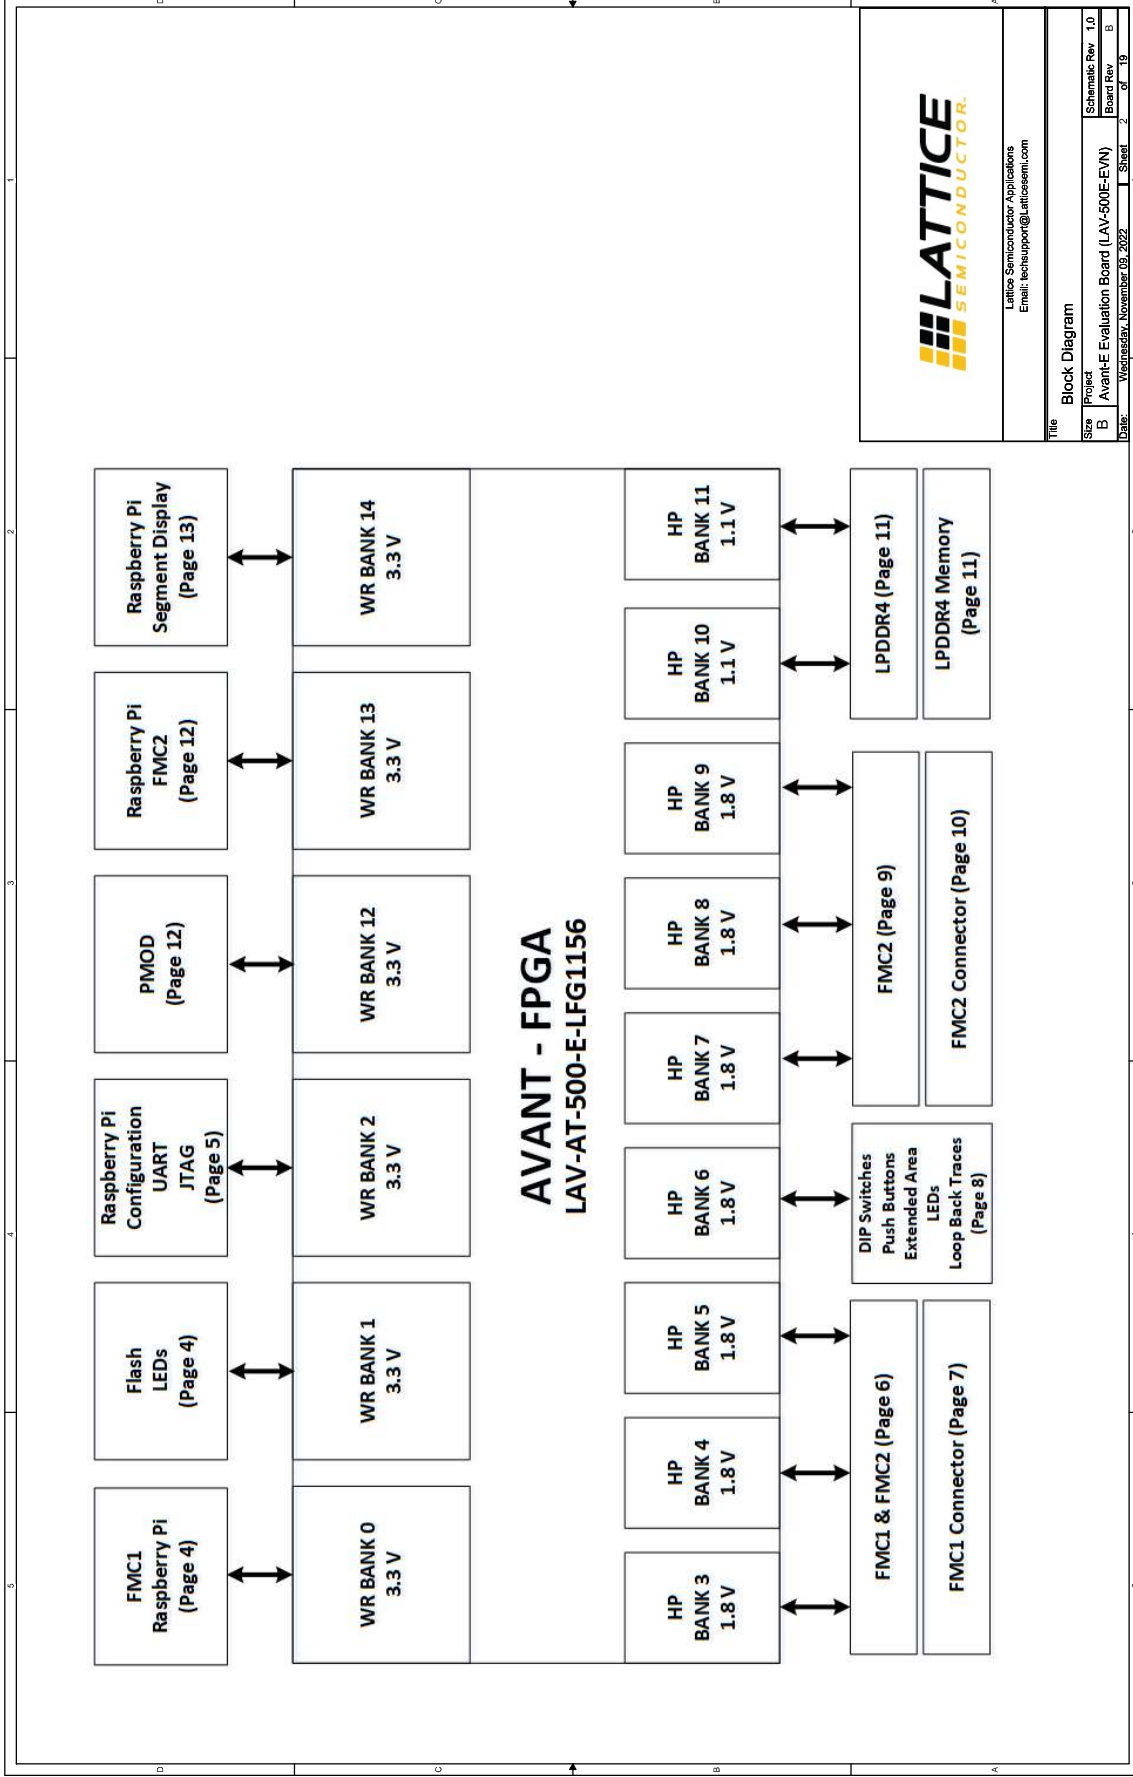 5
4
3
2
1
D
C
B
A
FMC1
Raspberry Pi
(Page 4)
Flash
LEDs
(Page 4)
Raspberry Pi
Configuration
UART
JTAG
(Page 5)
PMOD
(Page 12)
Raspberry Pi
FMC2
(Page 12)
Raspberry Pi
Segment Display
(Page 13)
WR BANK 0
3.3 V
WR BANK 1
3.3 V
WR BANK 2
3.3 V
WR BANK 12
3.3 V
WR BANK 13
3.3 V
WR BANK 14
3.3 V
AVANT - FPGA
LAV-AT-500-E-LFG1156
HP
BANK 3
1.8 V
HP
BANK 4
1.8 V
HP
BANK 5
1.8 V
HP
BANK 6
1.8 V
HP
BANK 7
1.8 V
HP
BANK 8
1.8 V
HP
BANK 9
1.8 V
HP
BANK 10
1.1 V
HP
BANK 11
1.1 V
FMC1 & FMC2 (Page 6)
FMC1 Connector (Page 7)
DIP Switches
Push Buttons
Extended Area
LEDs
Loop Back Traces
(Page 8)
FMC2 (Page 9)
FMC2 Connector (Page 10)
LPDDR4 (Page 11)
LPDDR4 Memory
(Page 11)
LATTICE
SEMICONDUCTOR.
Lattice Semiconductor Applications
Email: techsupport@Latticesemi.com
Title
Block Diagram
Size
B
Project
Avant-E Evaluation Board (LAV-500E-EVN)
Schematic Rev 1.0
Board Rev B
Date: Wednesday, November 09, 2022
Sheet 2 of 19
D
C
B
A